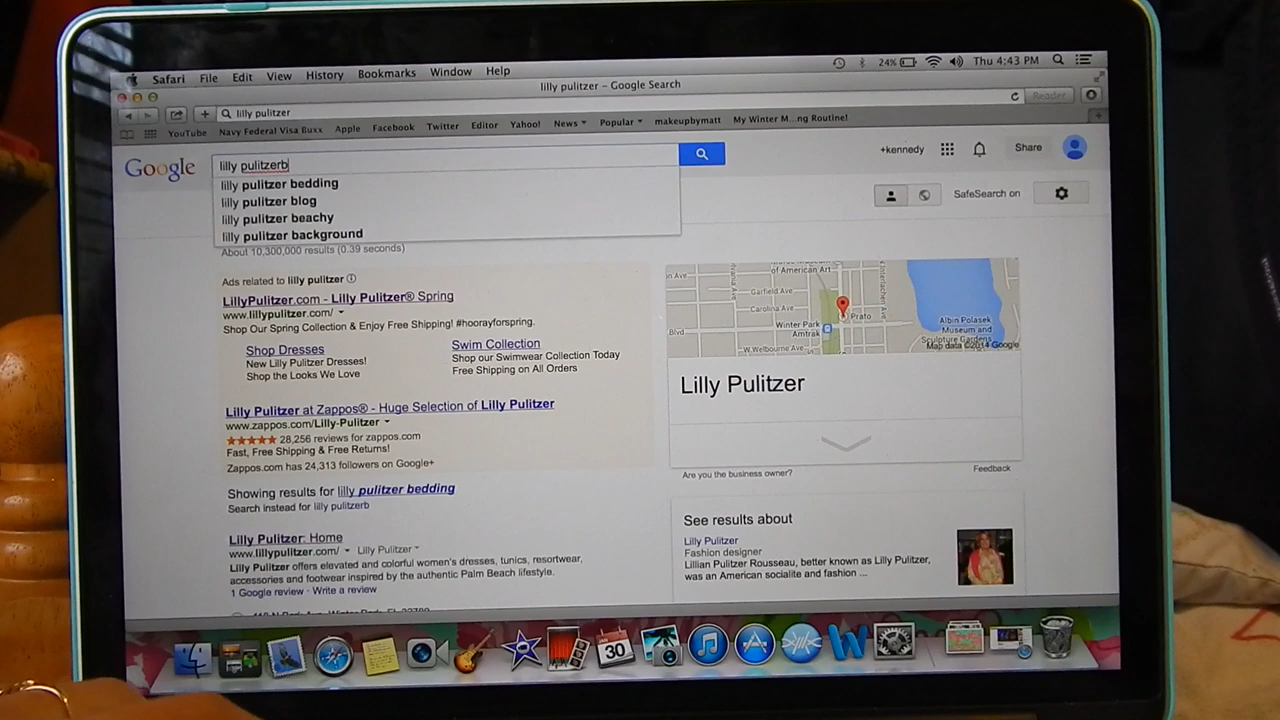 Safari File Edit View History Bookmarks Window Help 24% Thu 4:43 PM
lilly pulitzer – Google Search
lilly pulitzer Reader
YouTube Navy Federal Visa Buxx Apple Facebook Twitter Editor Yahoo! News Popular makeupbymatt My Winter M...ng Routine!
Google lilly pulitzerb +kennedy Share
lilly pulitzer bedding
lilly pulitzer blog
lilly pulitzer beachy
lilly pulitzer background
SafeSearch on
About 10,300,000 results (0.39 seconds)
Ads related to lilly pulitzer
LillyPulitzer.com - Lilly Pulitzer® Spring
www.lillypulitzer.com/
Shop Our Spring Collection & Enjoy Free Shipping! #hoorayforspring.
Shop Dresses
New Lilly Pulitzer Dresses!
Shop the Looks We Love
Swim Collection
Shop our Swimwear Collection Today
Free Shipping on All Orders
Lilly Pulitzer at Zappos® - Huge Selection of Lilly Pulitzer
www.zappos.com/Lilly-Pulitzer
28,256 reviews for zappos.com
Fast, Free Shipping & Free Returns!
Zappos.com has 24,313 followers on Google+
Showing results for lilly pulitzer bedding
Search instead for lilly pulitzerb
Lilly Pulitzer: Home
www.lillypulitzer.com/ Lilly Pulitzer
Lilly Pulitzer offers elevated and colorful women's dresses, tunics, resortwear,
accessories and footwear inspired by the authentic Palm Beach lifestyle.
1 Google review · Write a review
of American Art
Garfield Ave
Carolina Ave
Prato
Winter Park
Amtrak
Blvd
W Welbourne Ave
Albin Polasek
Museum and
Sculpture Gardens
Map data ©2014 Google
Lilly Pulitzer
Are you the business owner? Feedback
See results about
Lilly Pulitzer
Fashion designer
Lillian Pulitzer Rousseau, better known as Lilly Pulitzer,
was an American socialite and fashion ...
30